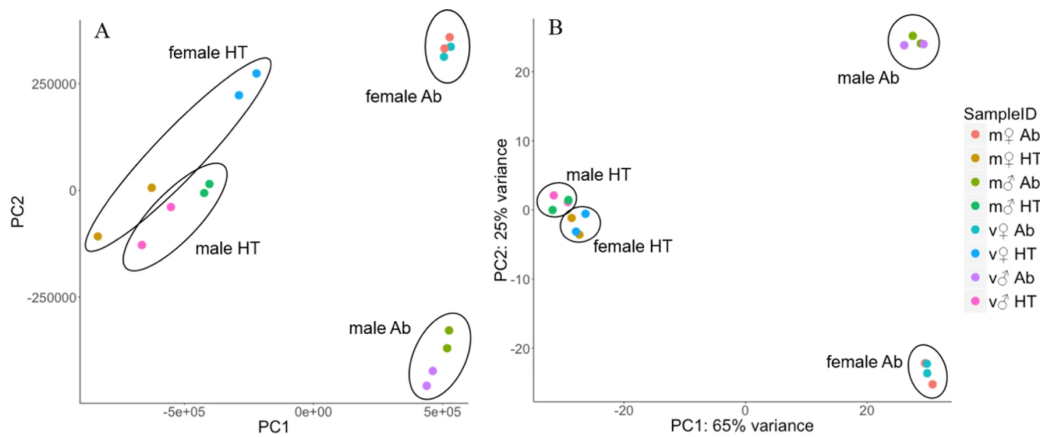 A
female HT
female Ab
male HT
male Ab
250000
0
-250000
PC2
-5e+05
0e+00
5e+05
PC1
B
male Ab
male HT
female HT
female Ab
20
10
0
-10
-20
PC2: 25% variance
-20
0
20
PC1: 65% variance
SampleID
m♀ Ab
m♀ HT
m♂ Ab
m♂ HT
v♀ Ab
v♀ HT
v♂ Ab
v♂ HT